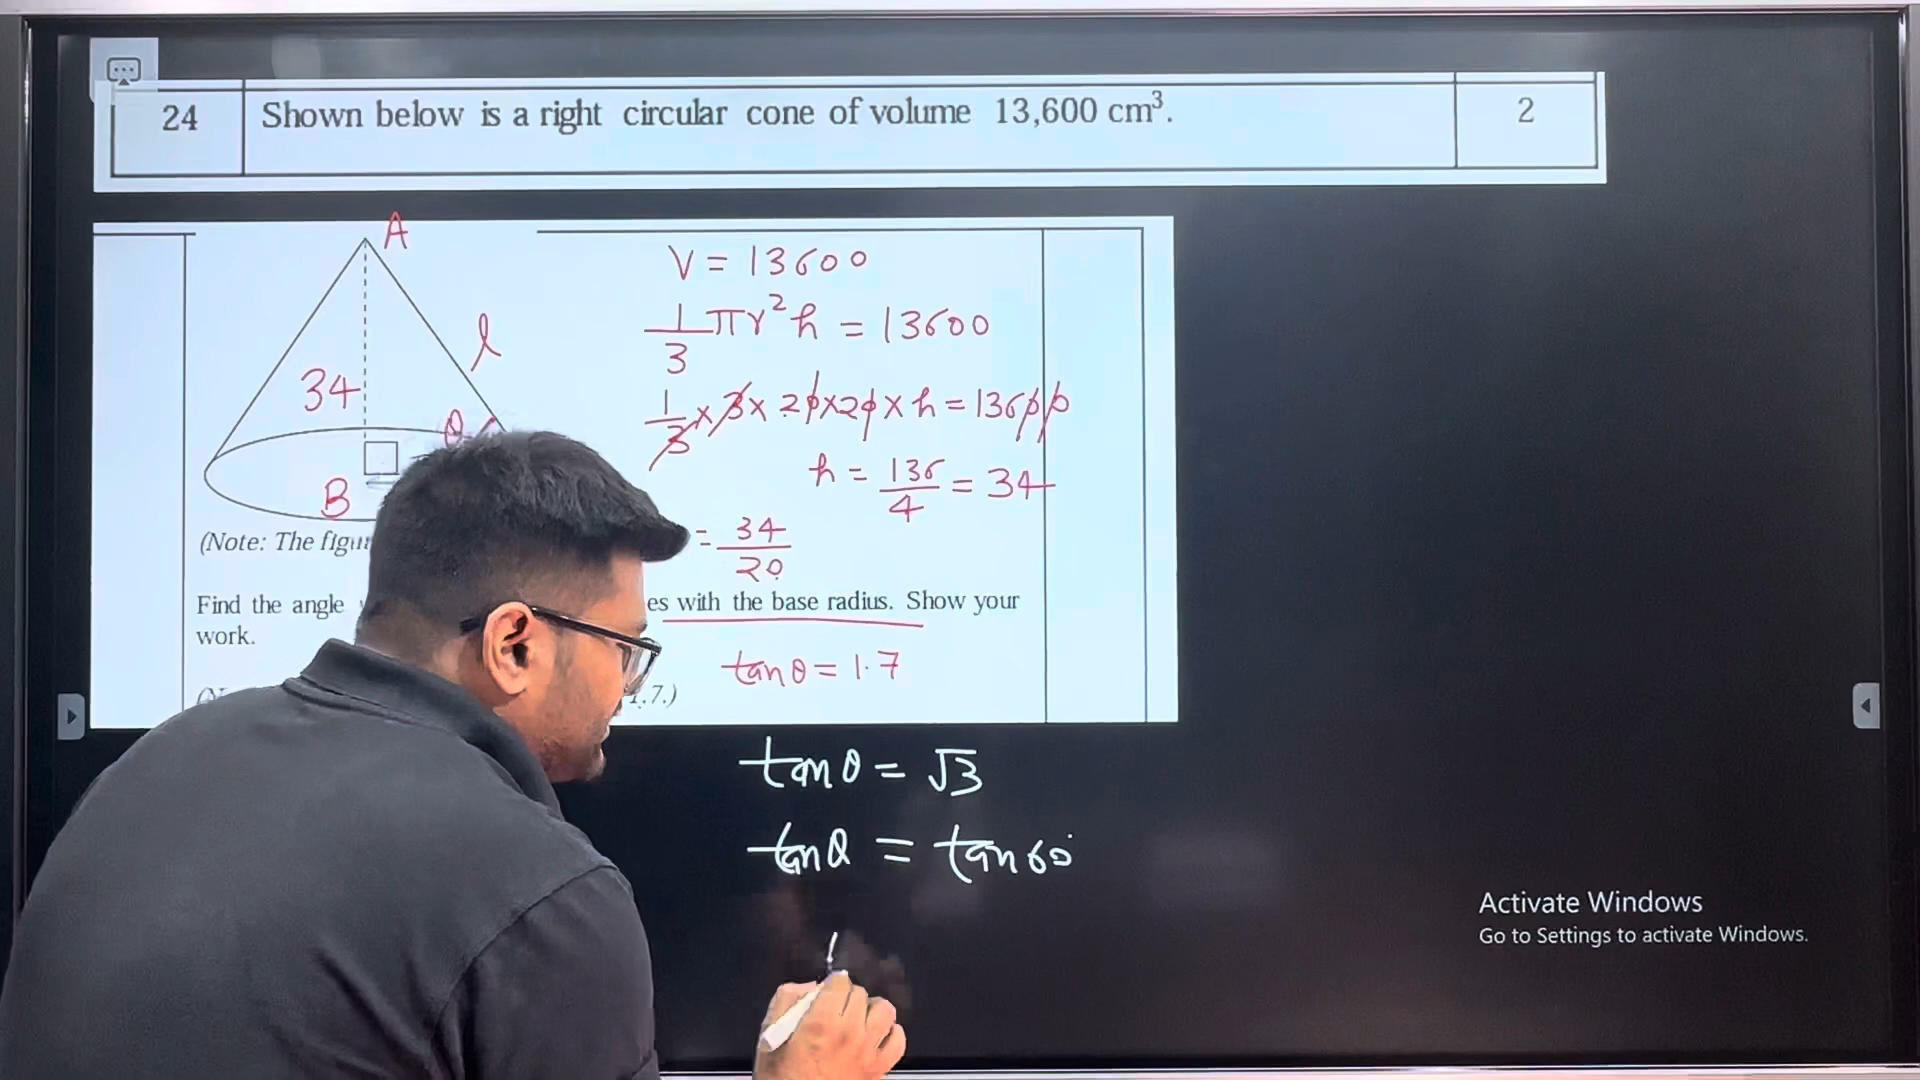 24 Shown below is a right circular cone of volume 13,600 cm³. 2
A
l
34
θ
B
V = 13600
1/3 πr²h = 13600
1/3 × 3 × 20 × 20 × h = 13600
h = 136/4 = 34
= 34/20
(Note: The
Find the angle es with the base radius. Show your
work.
tanθ = 1.7
1.7.)
tanθ = √3
tanθ = tan60°
Activate Windows
Go to Settings to activate Windows.